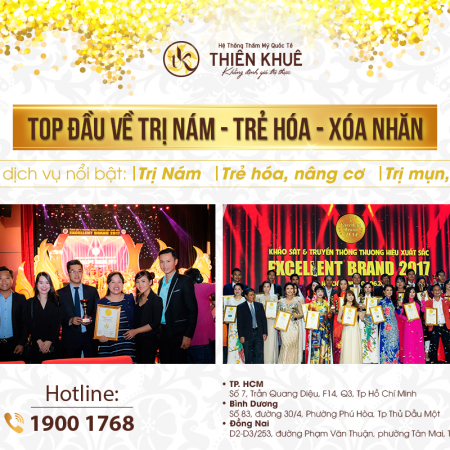 Hệ Thống Thẩm Mỹ Quốc Tế
THIÊN KHUÊ
Khẳng định giá trị thực
TOP ĐẦU VỀ TRỊ NÁM - TRẺ HÓA - XÓA NHĂN
dịch vụ nổi bật: | Trị Nám | Trẻ hóa, nâng cơ | Trị mụn,
EXCELLENT BRAND 2017
KHẢO SÁT & TRUYỀN THÔNG THƯƠNG HIỆU XUẤT SẮC
EXCELLENT BRAND 2017
Hotline:
1900 1768
• TP. HCM
Số 7, Trần Quang Diệu, F14, Q3, Tp Hồ Chí Minh
• Bình Dương
Số 83, đường 30/4, Phường Phú Hòa, Tp Thủ Dầu Một
• Đồng Nai
D2-D3/253, đường Phạm Văn Thuận, phường Tân Mai, T